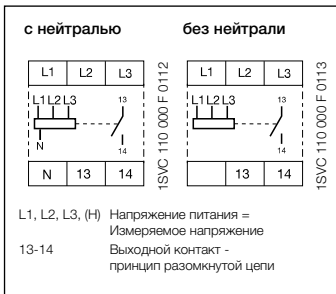 с нейтралью
без нейтрали
L1 L2 L3
L1 L2 L3
13
N
14
N 13 14
1SVC 110 000 F 0112
L1 L2 L3
L1 L2 L3
13
14
13 14
1SVC 110 000 F 0113
L1, L2, L3, (Н) Напряжение питания =
Измеряемое напряжение
13-14 Выходной контакт -
принцип разомкнутой цепи